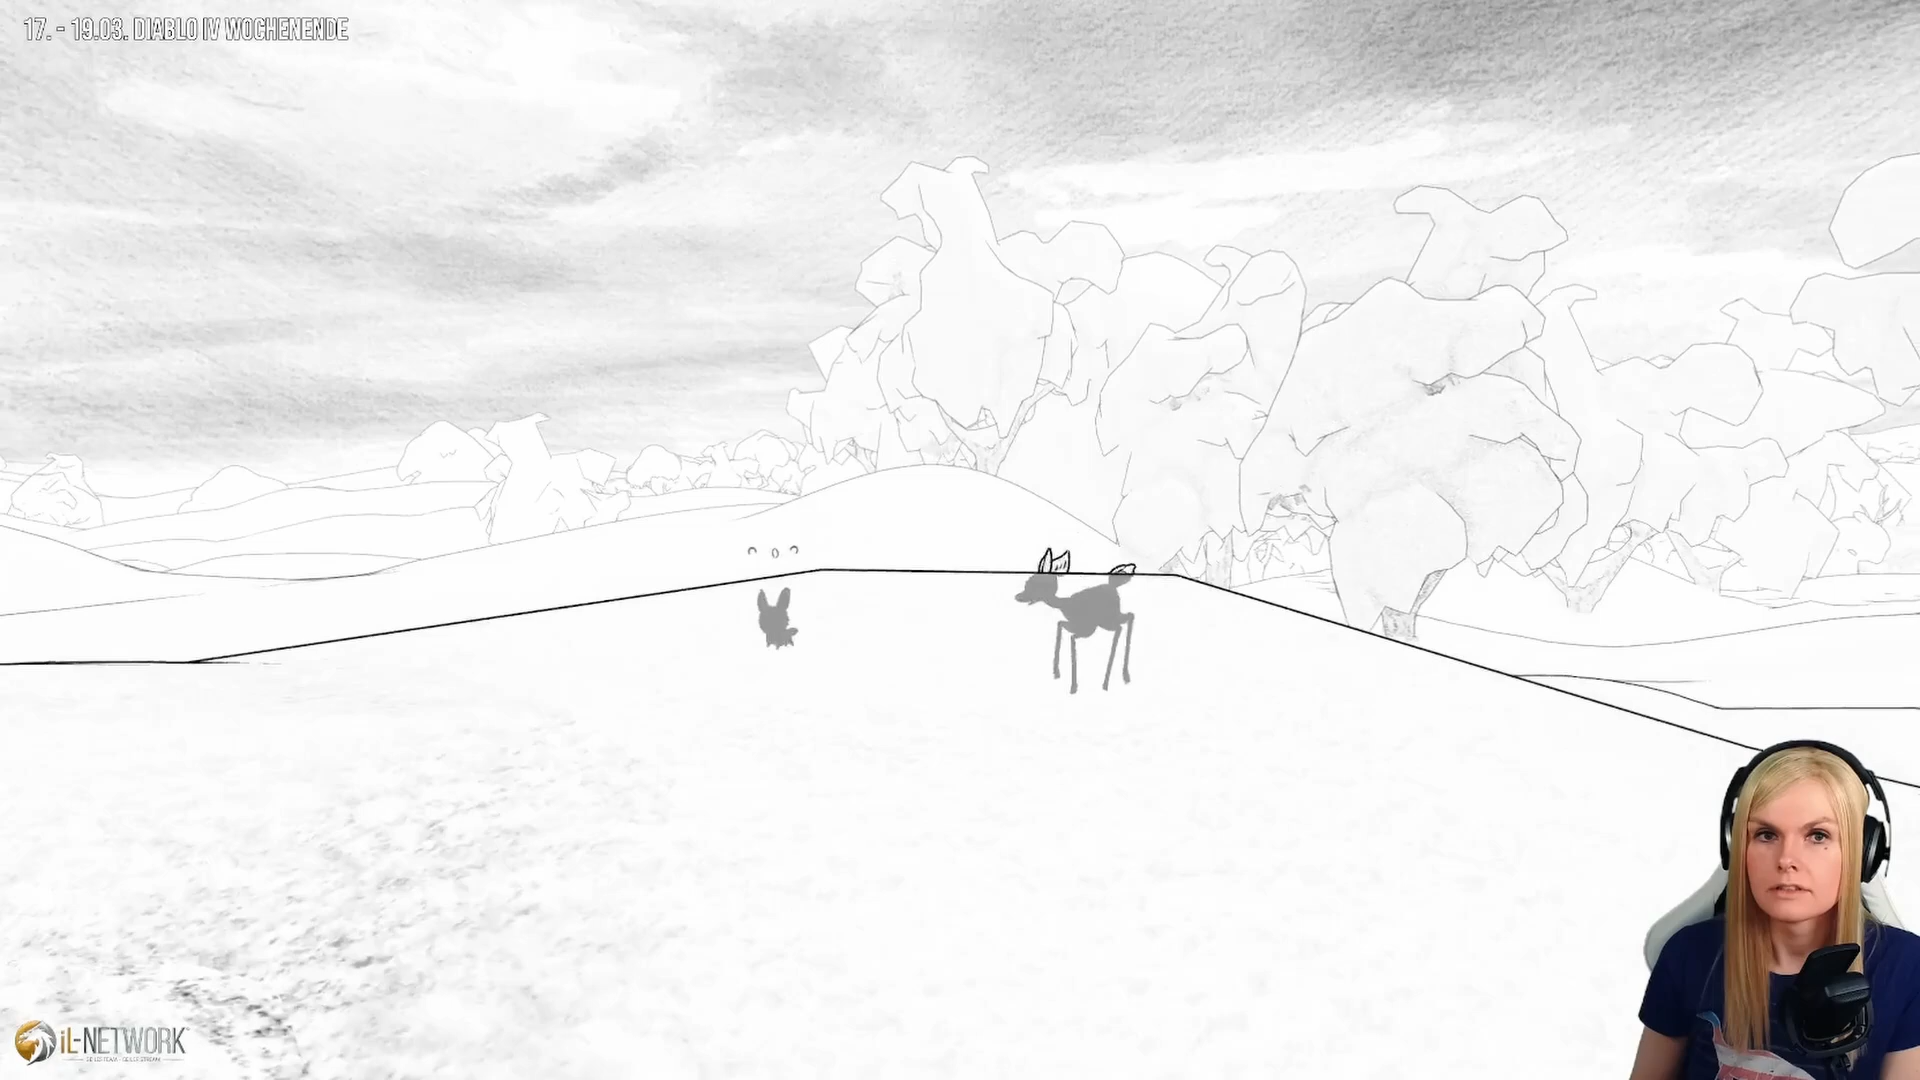 17. - 19.03. DIABLO IV WOCHENENDE
iL-NETWORK